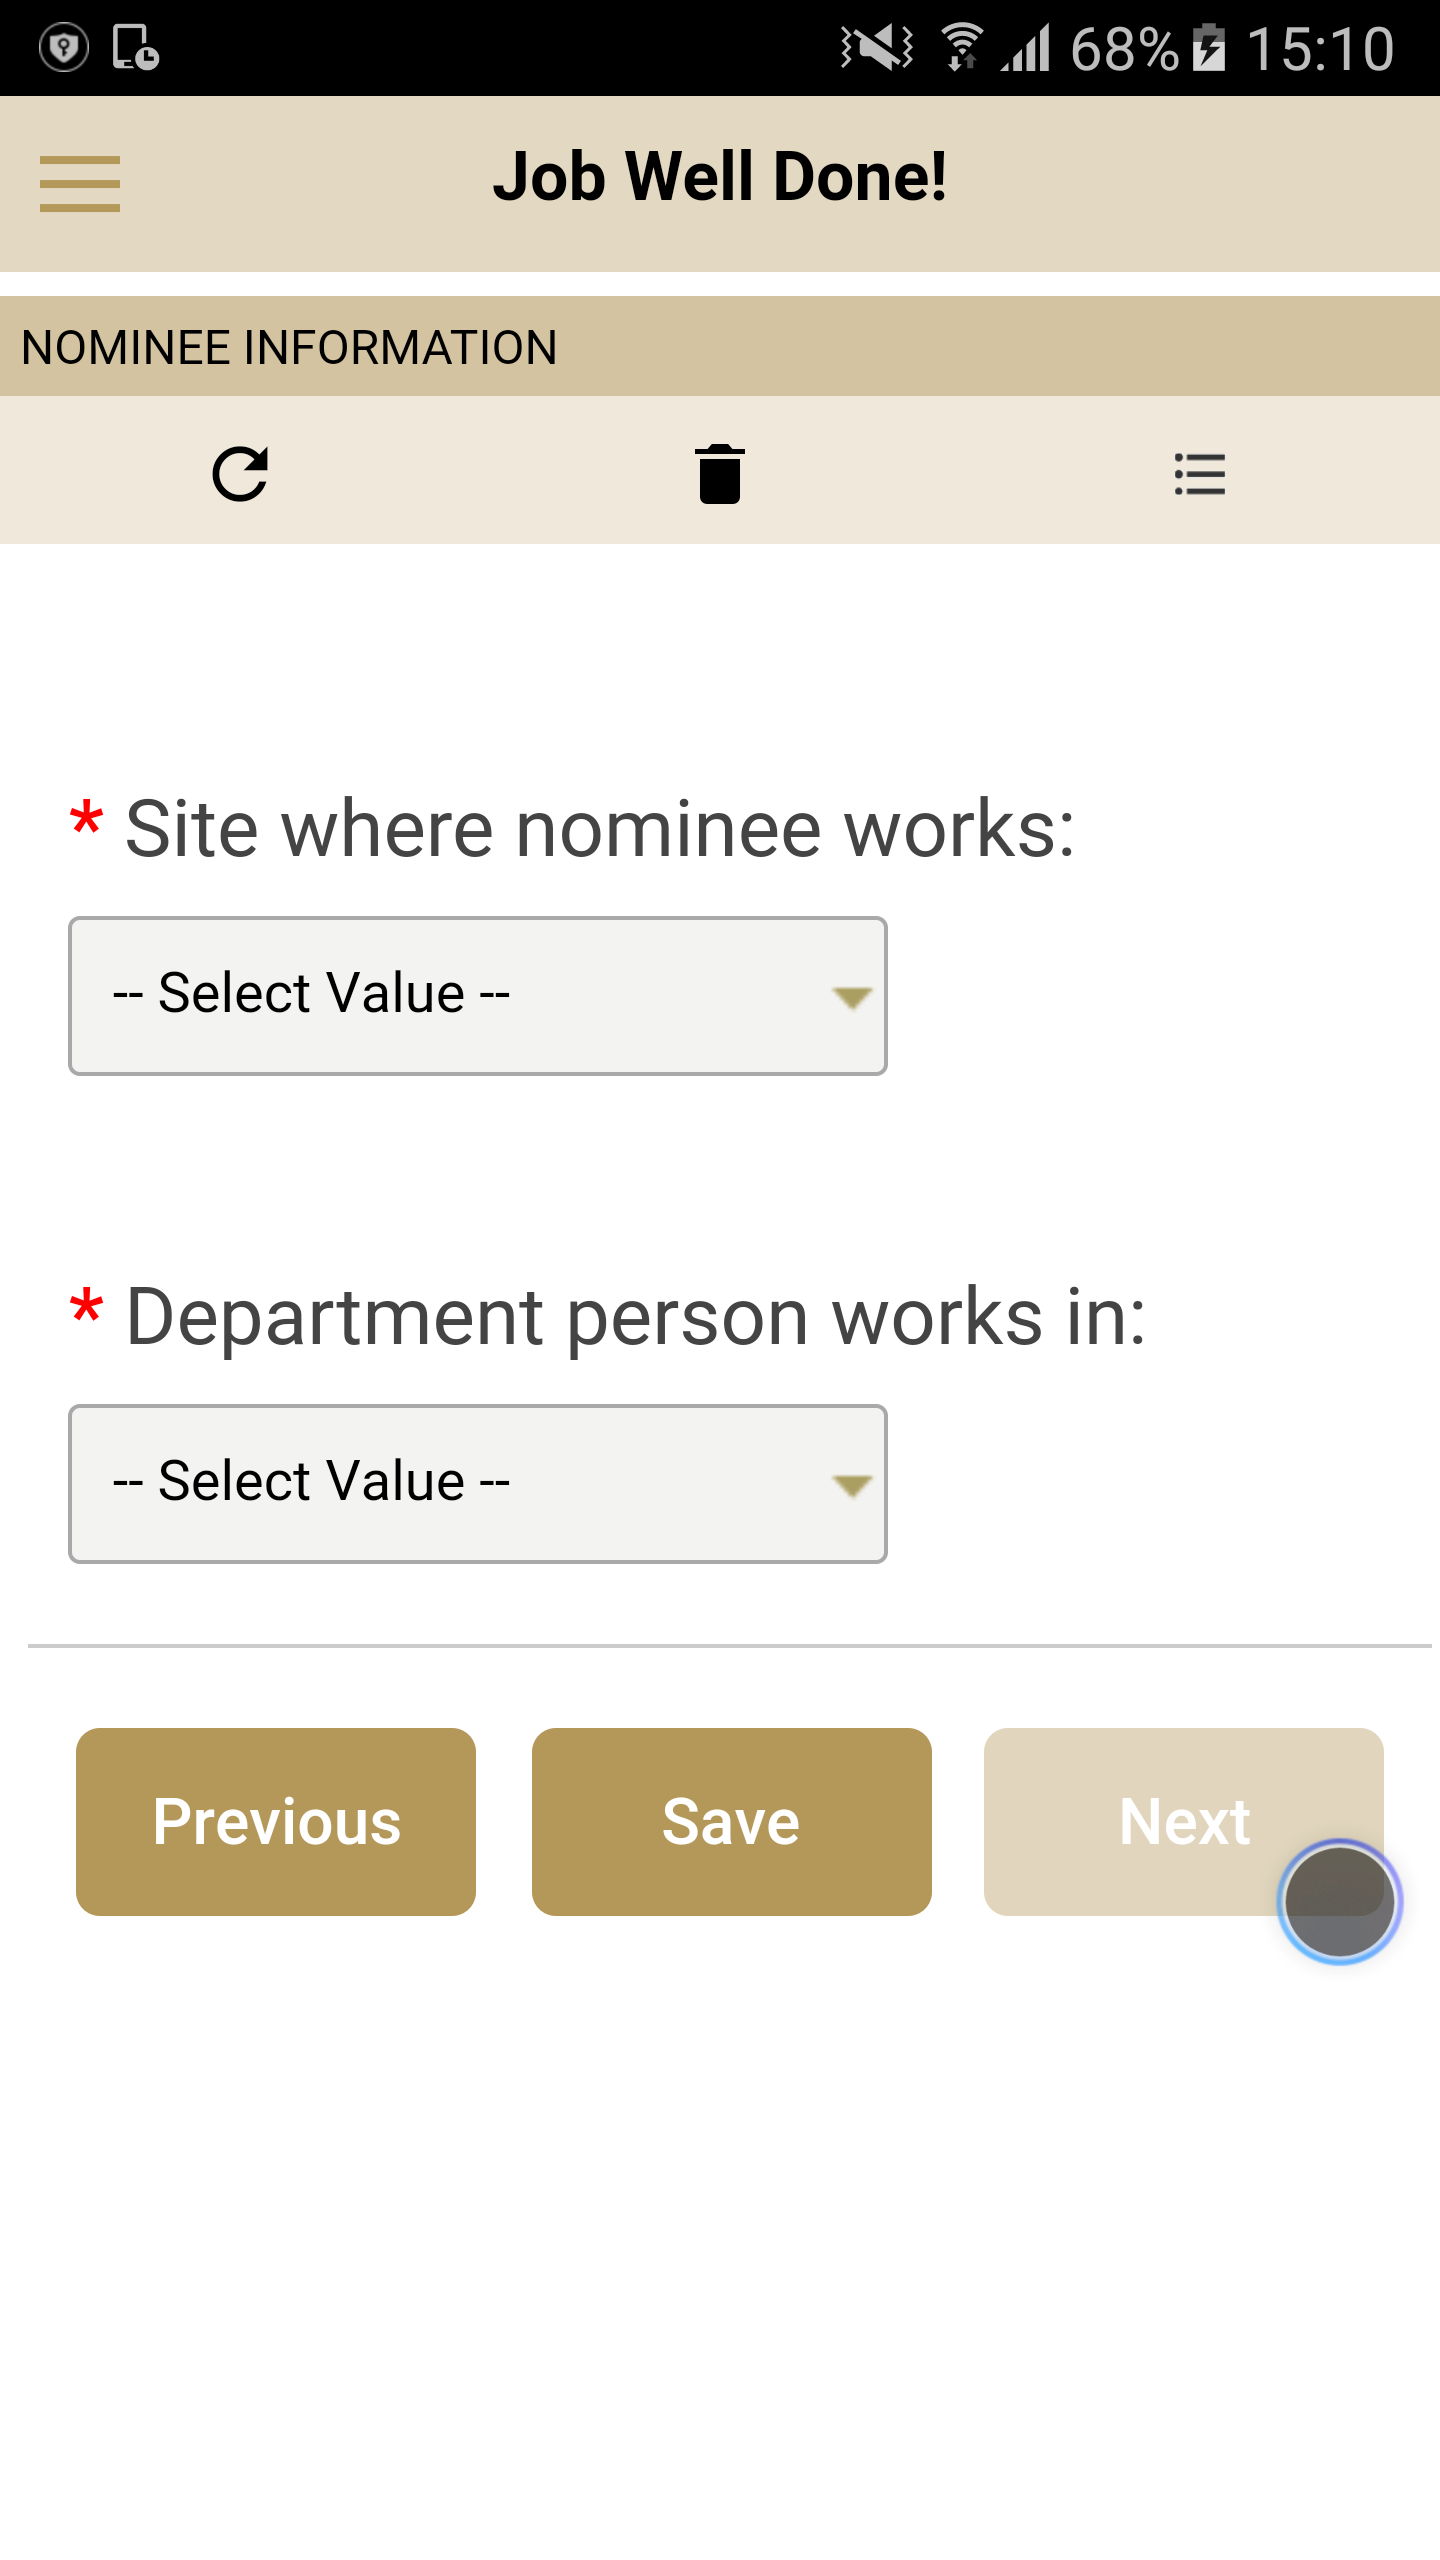 68% 15:10
Job Well Done!
NOMINEE INFORMATION
* Site where nominee works:
-- Select Value --
* Department person works in:
-- Select Value --
Previous Save Next